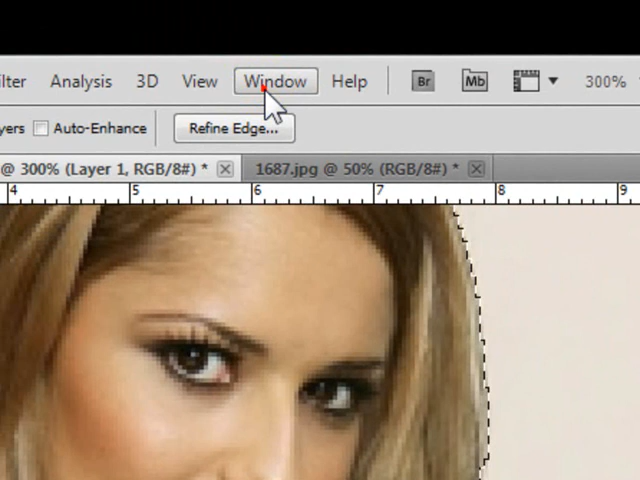 ilter Analysis 3D View Window Help Br Mb 300%
yers Auto-Enhance Refine Edge...
@ 300% (Layer 1, RGB/8#) * 1687.jpg @ 50% (RGB/8#) *
4 5 6 7 8 9